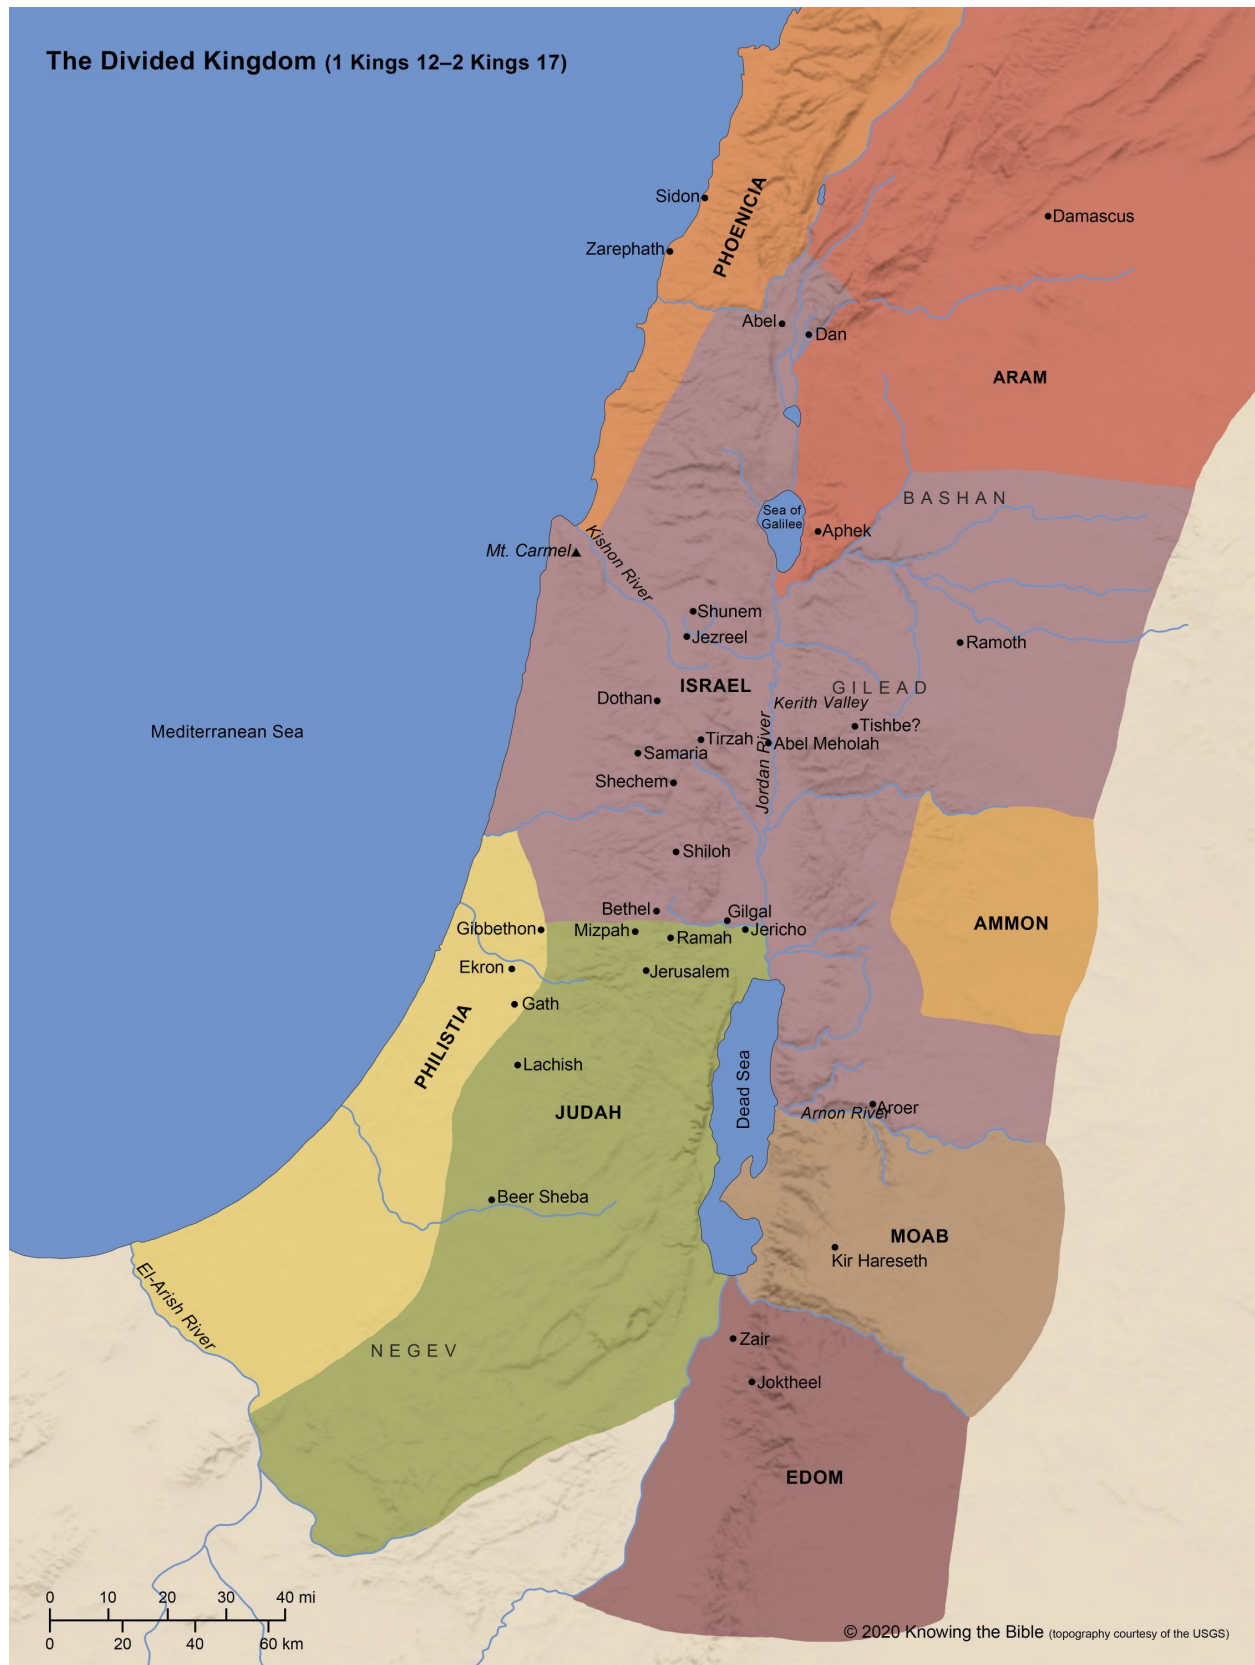 The Divided Kingdom (1 Kings 12–2 Kings 17)
Sidon
PHOENICIA
Damascus
Zarephath
Abel
Dan
ARAM
BASHAN
Sea of
Galilee
Aphek
Mt. Carmel
Kishon River
Shunem
Jezreel
Ramoth
ISRAEL
GILEAD
Dothan
Kerith Valley
Tishbe?
Mediterranean Sea
Tirzah
Abel Meholah
Samaria
Jordan River
Shechem
Shiloh
Bethel
Gilgal
Gibbethon
Mizpah
Ramah
Jericho
AMMON
Ekron
Jerusalem
Gath
PHILISTIA
Lachish
Dead Sea
JUDAH
Arnon River
Aroer
Beer Sheba
MOAB
Kir Hareseth
El-Arish River
NEGEV
Zair
Joktheel
EDOM
0 10 20 30 40 mi
0 20 40 60 km
© 2020 Knowing the Bible (topography courtesy of the USGS)